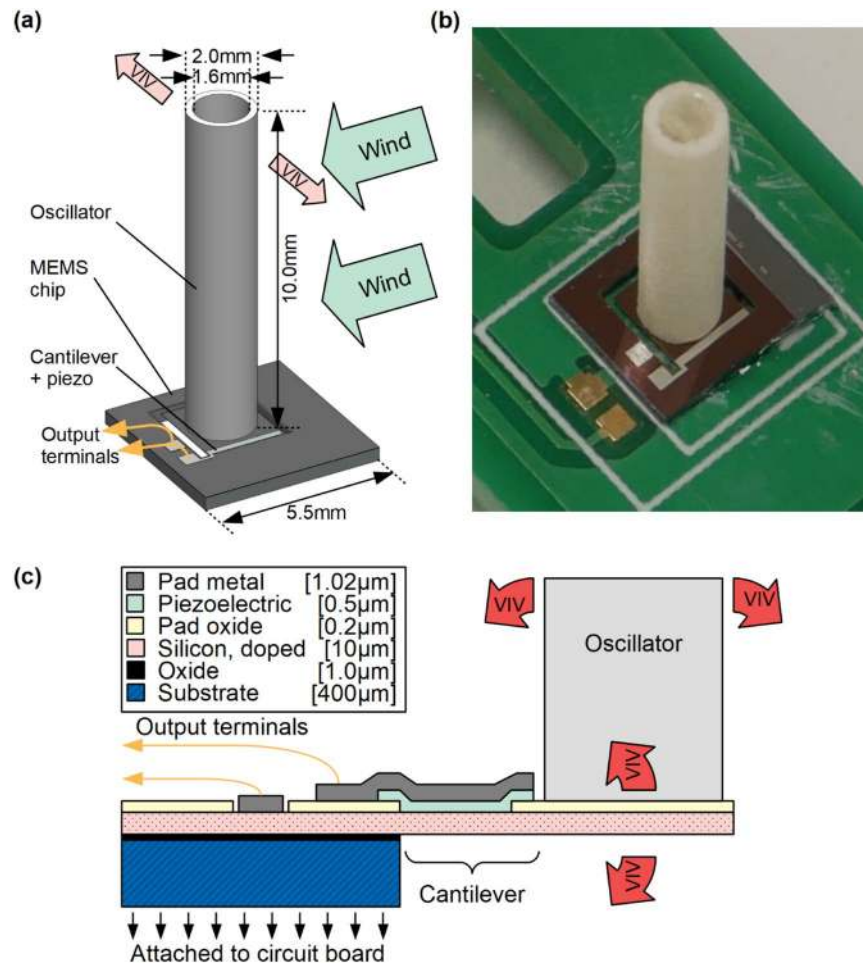 (a)
2.0mm
1.6mm
VIV
Wind
VIV
Oscillator
10.0mm
MEMS
chip
Wind
Cantilever
+ piezo
Output
terminals
5.5mm
(b)
(c)
Pad metal [1.02µm]
Piezoelectric [0.5µm]
Pad oxide [0.2µm]
Silicon, doped [10µm]
Oxide [1.0µm]
Substrate [400µm]
VIV
VIV
Oscillator
Output terminals
VIV
VIV
Cantilever
Attached to circuit board